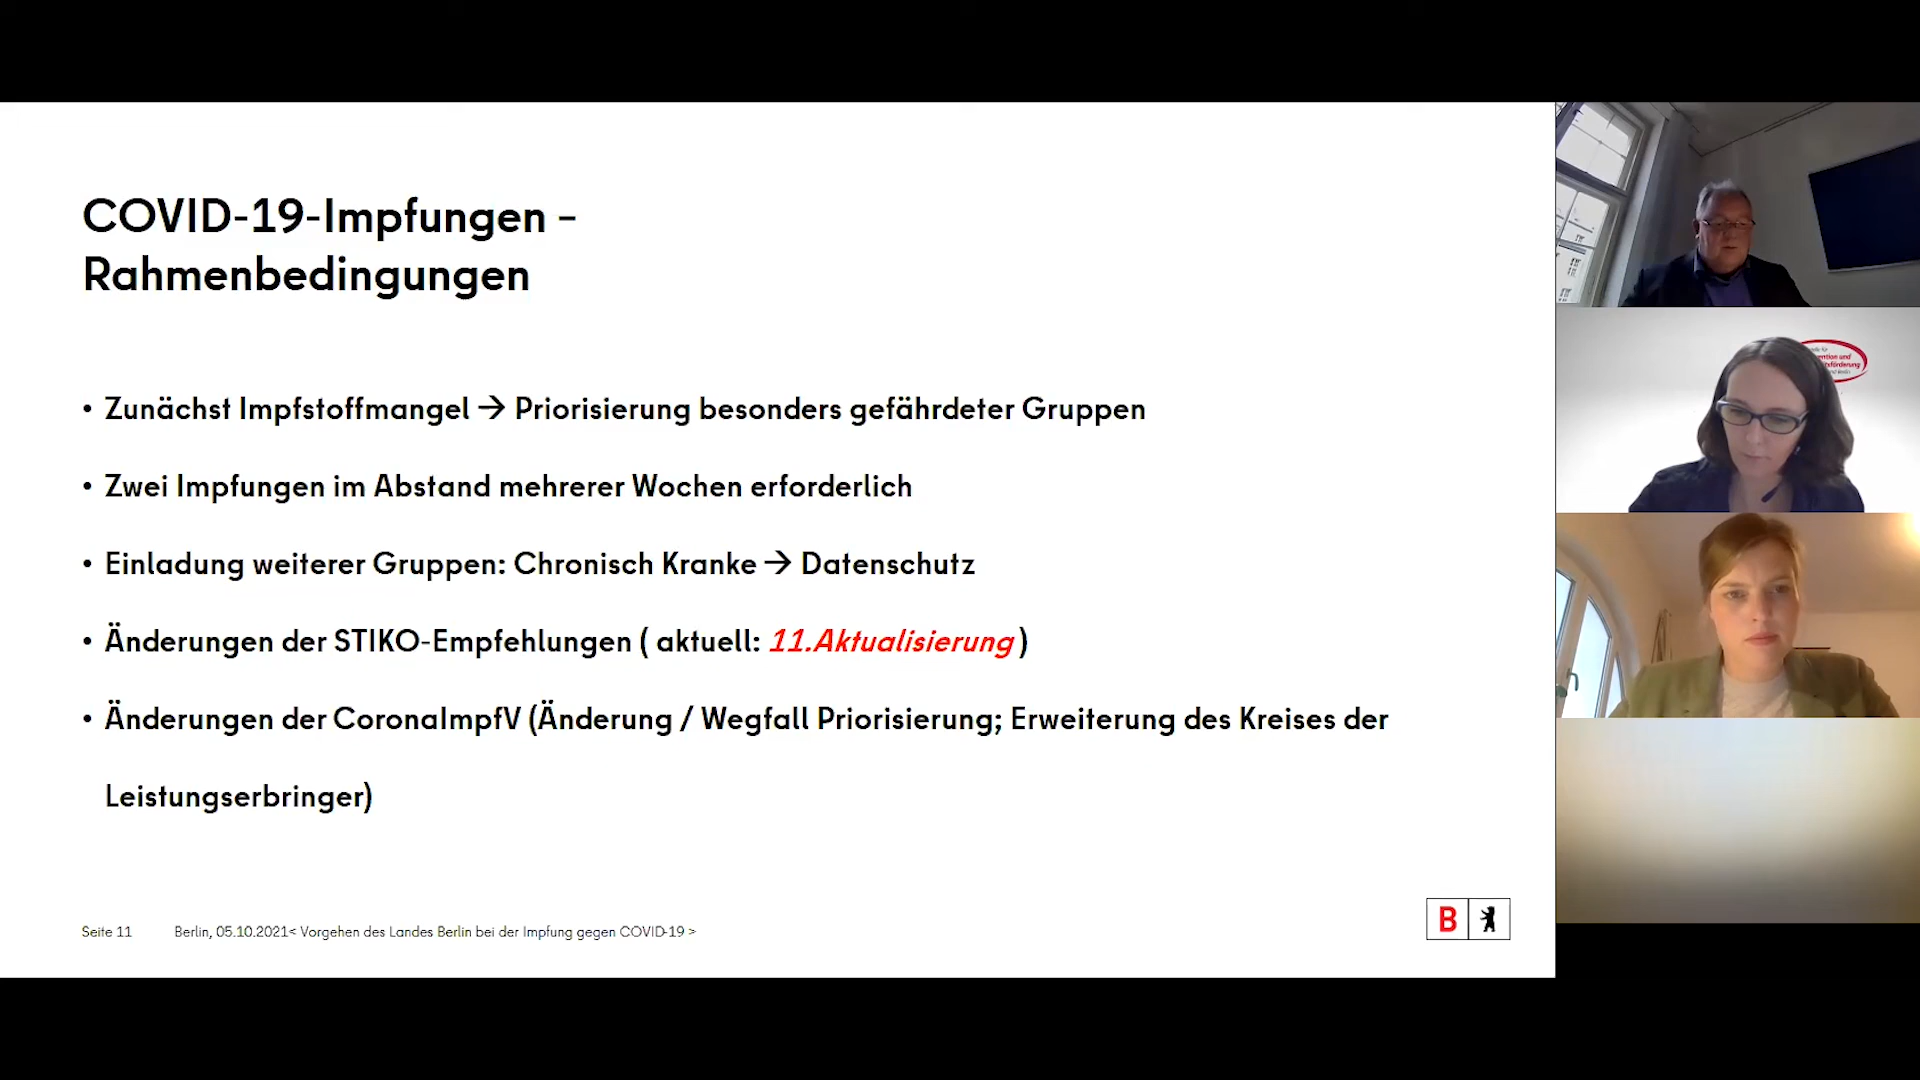 COVID-19-Impfungen –
Rahmenbedingungen
• Zunächst Impfstoffmangel → Priorisierung besonders gefährdeter Gruppen
• Zwei Impfungen im Abstand mehrerer Wochen erforderlich
• Einladung weiterer Gruppen: Chronisch Kranke → Datenschutz
• Änderungen der STIKO-Empfehlungen ( aktuell: 11.Aktualisierung )
• Änderungen der CoronaImpfV (Änderung / Wegfall Priorisierung; Erweiterung des Kreises der
Leistungserbringer)
Seite 11 Berlin, 05.10.2021< Vorgehen des Landes Berlin bei der Impfung gegen COVID-19 >
B